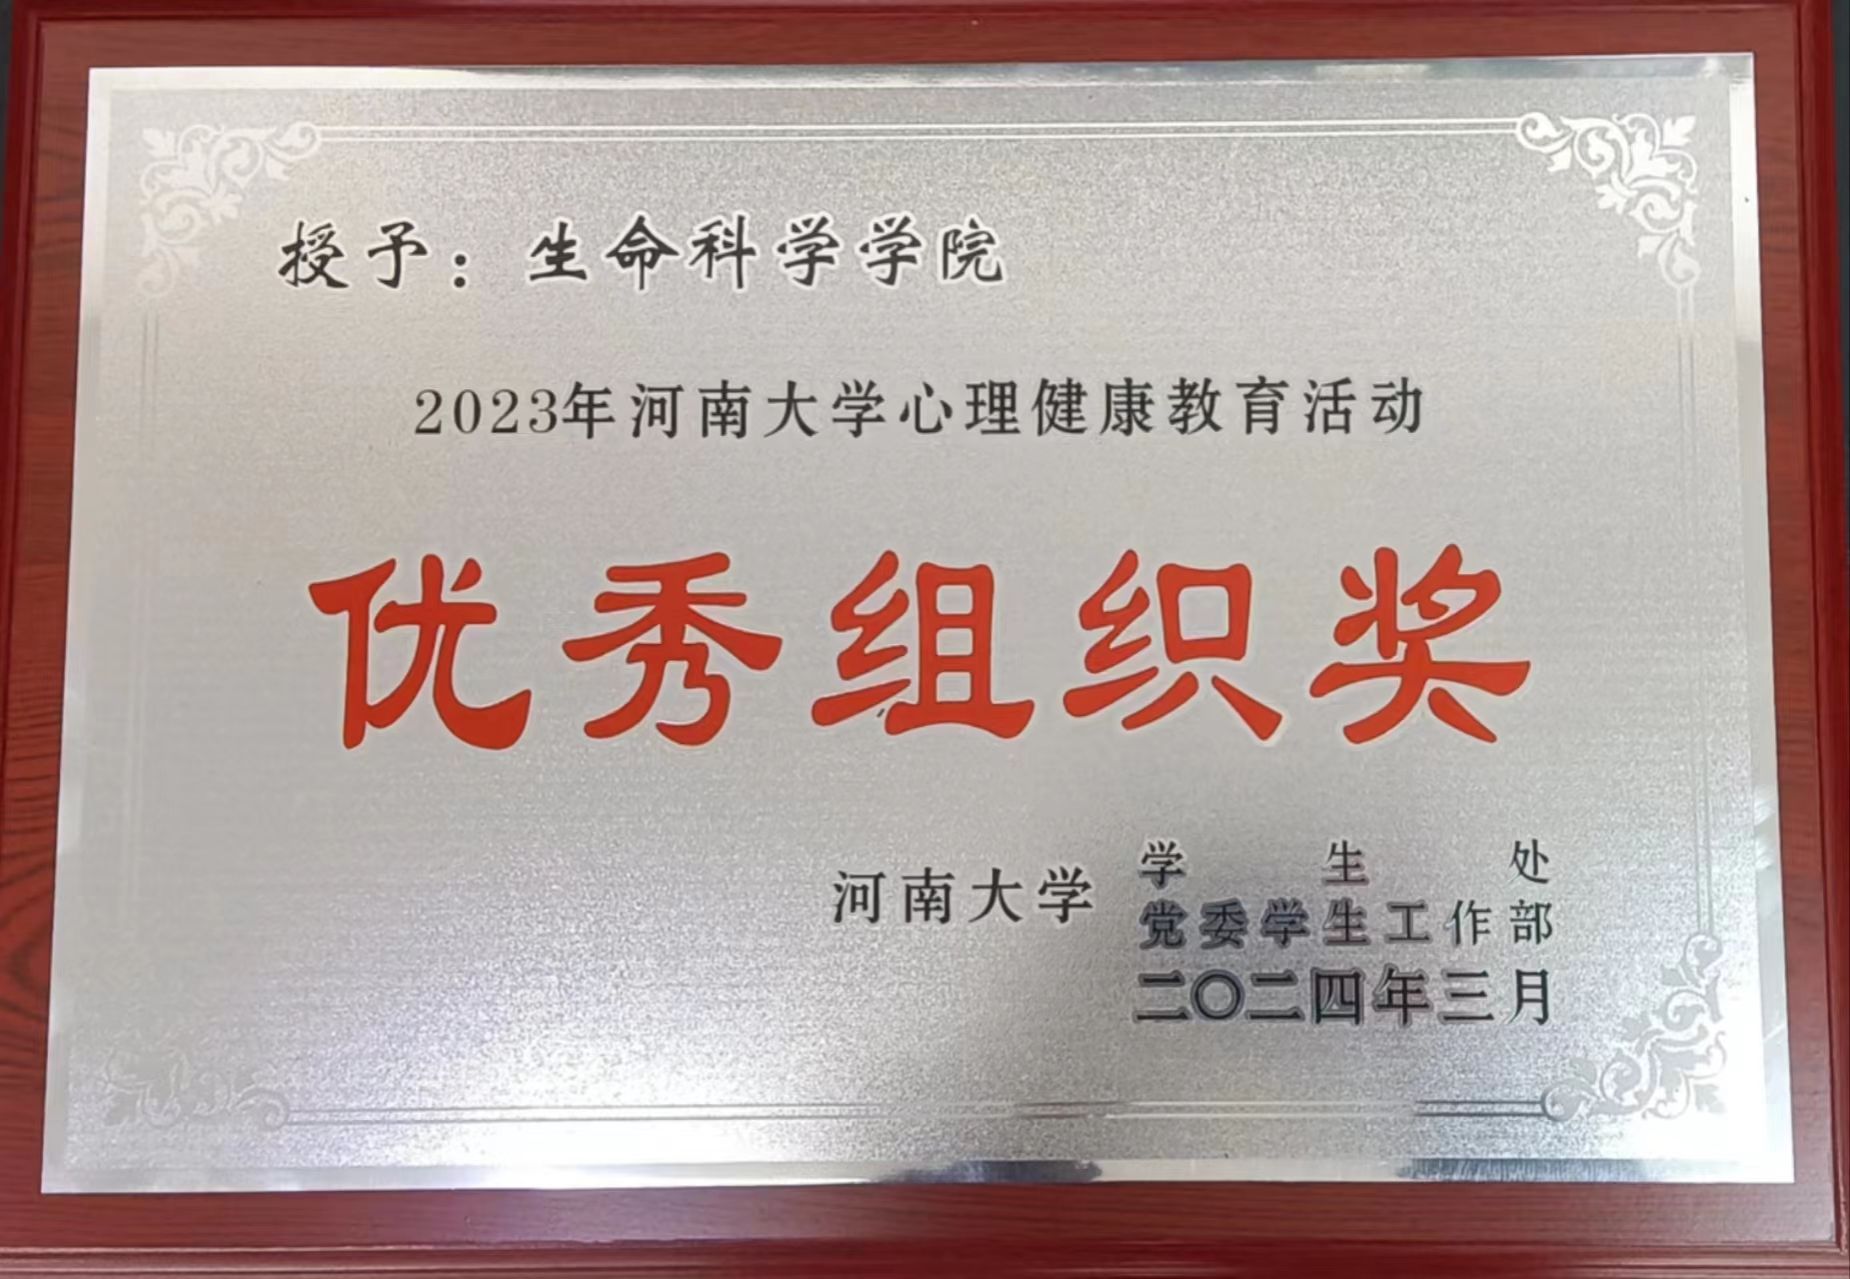 授予：生命科学学院
2023年河南大学心理健康教育活动
优秀组织奖
河南大学
学生处
党委学生工作部
二〇二四年三月